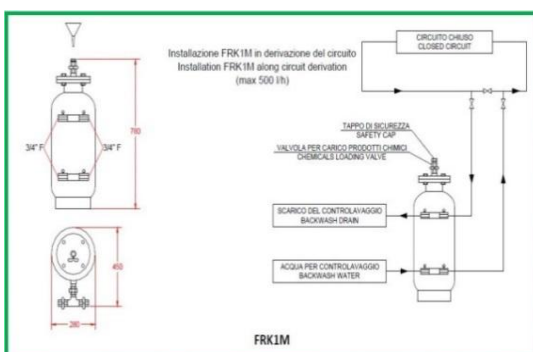 Installazione FRK1M in derivazione del circuito
Installation FRK1M along circuit derivation
(max 500 l/h)
CIRCUITO CHIUSO
CLOSED CIRCUIT
3/4" F
3/4" F
TAPPO DI SICUREZZA
SAFETY CAP
VALVOLA PER CARICO PRODOTTI CHIMICI
CHEMICALS LOADING VALVE
SCARICO DEL CONTROLAVAGGIO
BACKWASH DRAIN
ACQUA PER CONTROLAVAGGIO
BACKWASH WATER
450
280
FRK1M